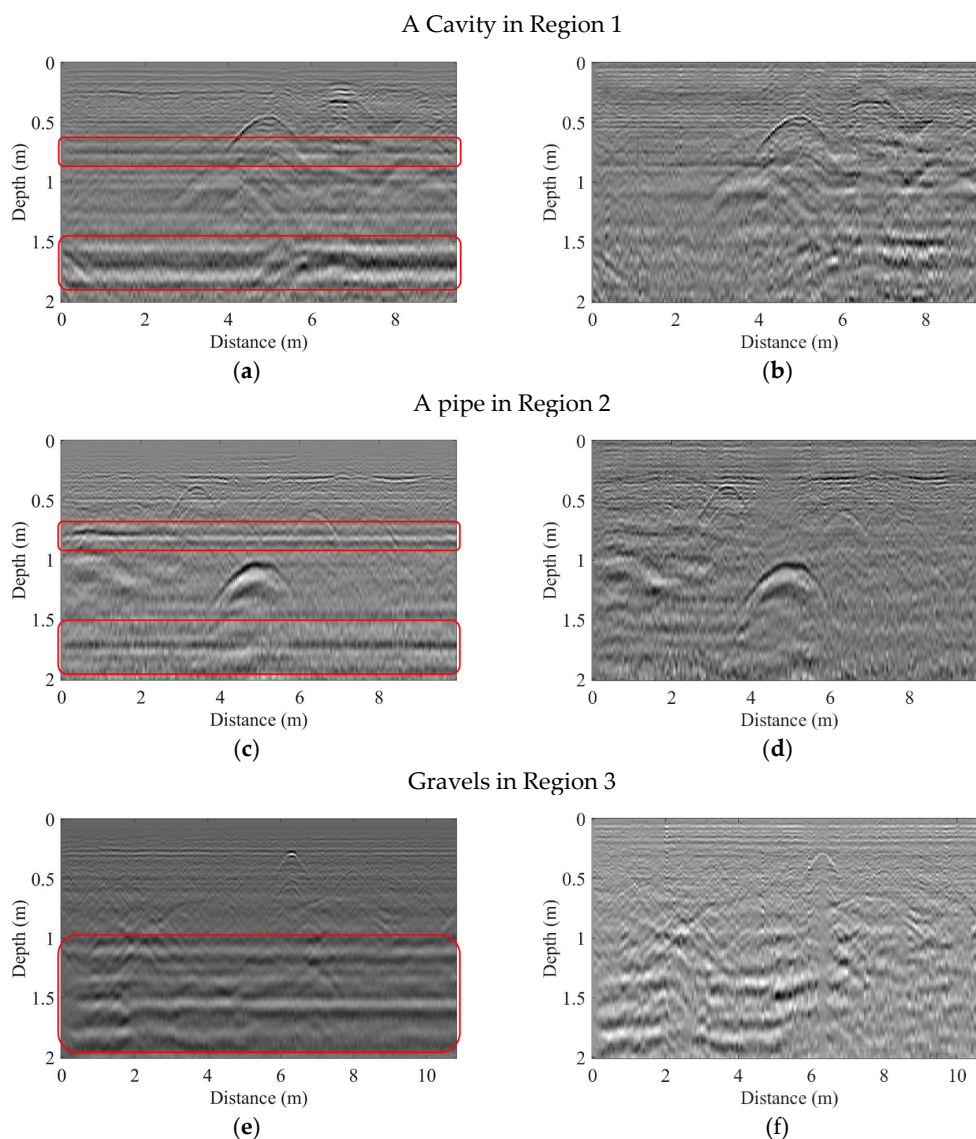 A Cavity in Region 1
0
0.5
1
1.5
2
Depth (m)
0 2 4 6 8
Distance (m)
(a)
0
0.5
1
1.5
2
Depth (m)
0 2 4 6 8
Distance (m)
(b)
A pipe in Region 2
0
0.5
1
1.5
2
Depth (m)
0 2 4 6 8
Distance (m)
(c)
0
0.5
1
1.5
2
Depth (m)
0 2 4 6 8
Distance (m)
(d)
Gravels in Region 3
0
0.5
1
1.5
2
Depth (m)
0 2 4 6 8 10
Distance (m)
(e)
0
0.5
1
1.5
2
Depth (m)
0 2 4 6 8 10
Distance (m)
(f)